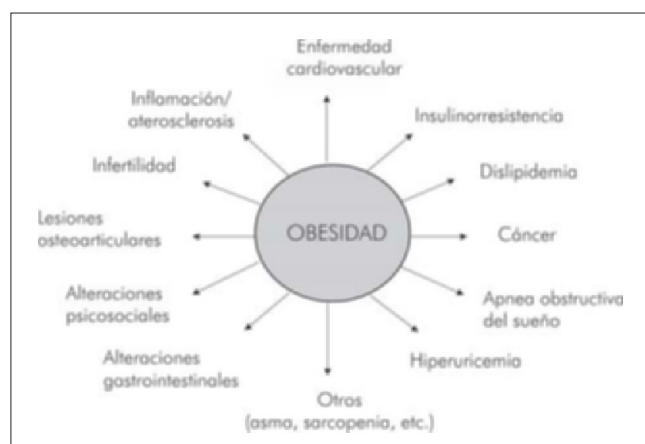 Enfermedad
cardiovascular
Inflamación/
aterosclerosis
Insulinorresistencia
Infertilidad
Dislipidemia
Lesiones
osteoarticulares
OBESIDAD
Cáncer
Alteraciones
psicosociales
Apnea obstructiva
del sueño
Alteraciones
gastrointestinales
Hiperuricemia
Otros
(asma, sarcopenia, etc.)